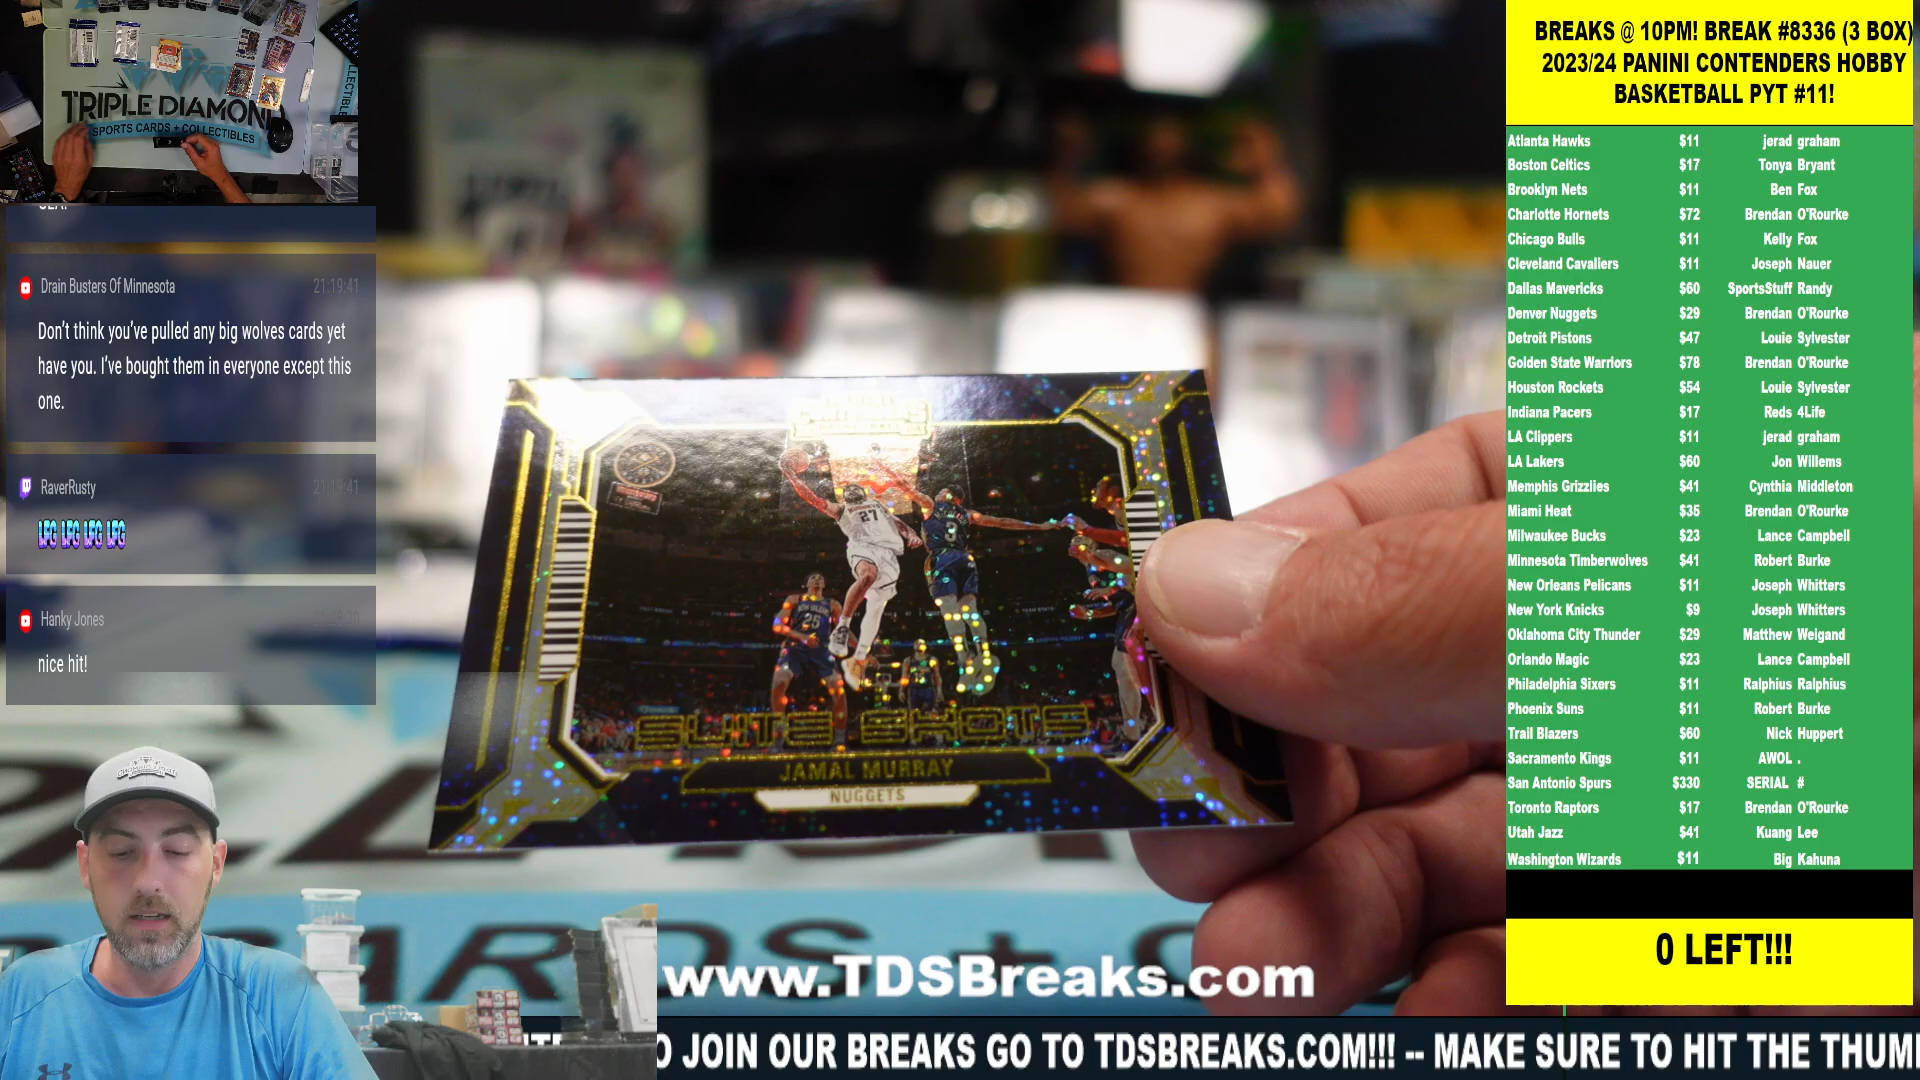 TRIPLE DIAMOND
SPORTS CARDS + COLLECTIBLES
Drain Busters Of Minnesota 21:19:41
Don't think you've pulled any big wolves cards yet
have you. I've bought them in everyone except this
one.
RaverRusty 21:19:41
LFG LFG LFG LFG
Hanky Jones
nice hit!
27
3
25
SUITE SHOTS
JAMAL MURRAY
NUGGETS
BREAKS @ 10PM! BREAK #8336 (3 BOX)
2023/24 PANINI CONTENDERS HOBBY
BASKETBALL PYT #11!
Atlanta Hawks $11 jerad graham
Boston Celtics $17 Tonya Bryant
Brooklyn Nets $11 Ben Fox
Charlotte Hornets $72 Brendan O'Rourke
Chicago Bulls $11 Kelly Fox
Cleveland Cavaliers $11 Joseph Nauer
Dallas Mavericks $60 SportsStuff Randy
Denver Nuggets $29 Brendan O'Rourke
Detroit Pistons $47 Louie Sylvester
Golden State Warriors $78 Brendan O'Rourke
Houston Rockets $54 Louie Sylvester
Indiana Pacers $17 Reds 4Life
LA Clippers $11 jerad graham
LA Lakers $60 Jon Willems
Memphis Grizzlies $41 Cynthia Middleton
Miami Heat $35 Brendan O'Rourke
Milwaukee Bucks $23 Lance Campbell
Minnesota Timberwolves $41 Robert Burke
New Orleans Pelicans $11 Joseph Whitters
New York Knicks $9 Joseph Whitters
Oklahoma City Thunder $29 Matthew Weigand
Orlando Magic $23 Lance Campbell
Philadelphia Sixers $11 Ralphius Ralphius
Phoenix Suns $11 Robert Burke
Trail Blazers $60 Nick Huppert
Sacramento Kings $11 AWOL .
San Antonio Spurs $330 SERIAL #
Toronto Raptors $17 Brendan O'Rourke
Utah Jazz $41 Kuang Lee
Washington Wizards $11 Big Kahuna
0 LEFT!!!
www.TDSBreaks.com
O JOIN OUR BREAKS GO TO TDSBREAKS.COM!!! -- MAKE SURE TO HIT THE THUM